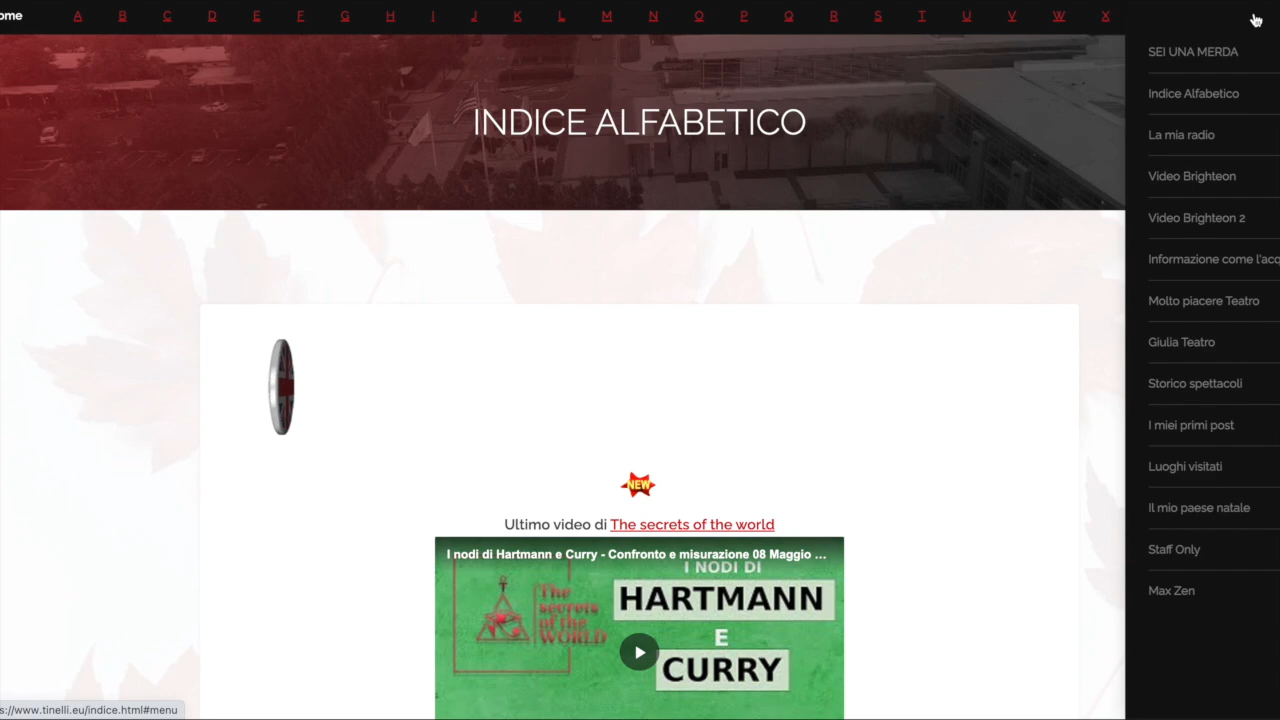 ome A B C D E F G H I J K L M N O P Q R S T U V W X
SEI UNA MERDA
Indice Alfabetico
La mia radio
Video Brighteon
Video Brighteon 2
Informazione come l'acq
Molto piacere Teatro
Giulia Teatro
Storico spettacoli
I miei primi post
Luoghi visitati
Il mio paese natale
Staff Only
Max Zen
INDICE ALFABETICO
NEW
Ultimo video di The secrets of the world
I nodi di Hartmann e Curry - Confronto e misurazione 08 Maggio ...
I NODI DI
HARTMANN
E
CURRY
The
secrets
of the
WORLD
s://www.tinelli.eu/indice.html#menu